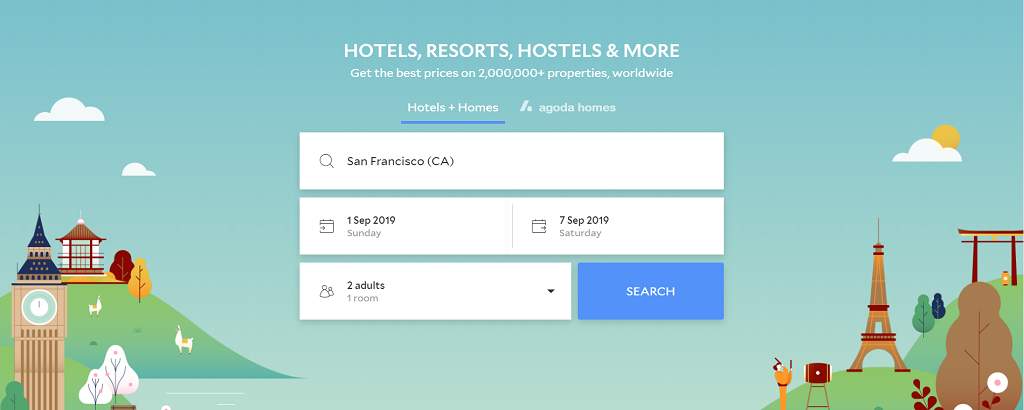 HOTELS, RESORTS, HOSTELS & MORE
Get the best prices on 2,000,000+ properties, worldwide
Hotels + Homes agoda homes
San Francisco (CA)
1 Sep 2019 7 Sep 2019
Sunday Saturday
2 adults
1 room
SEARCH